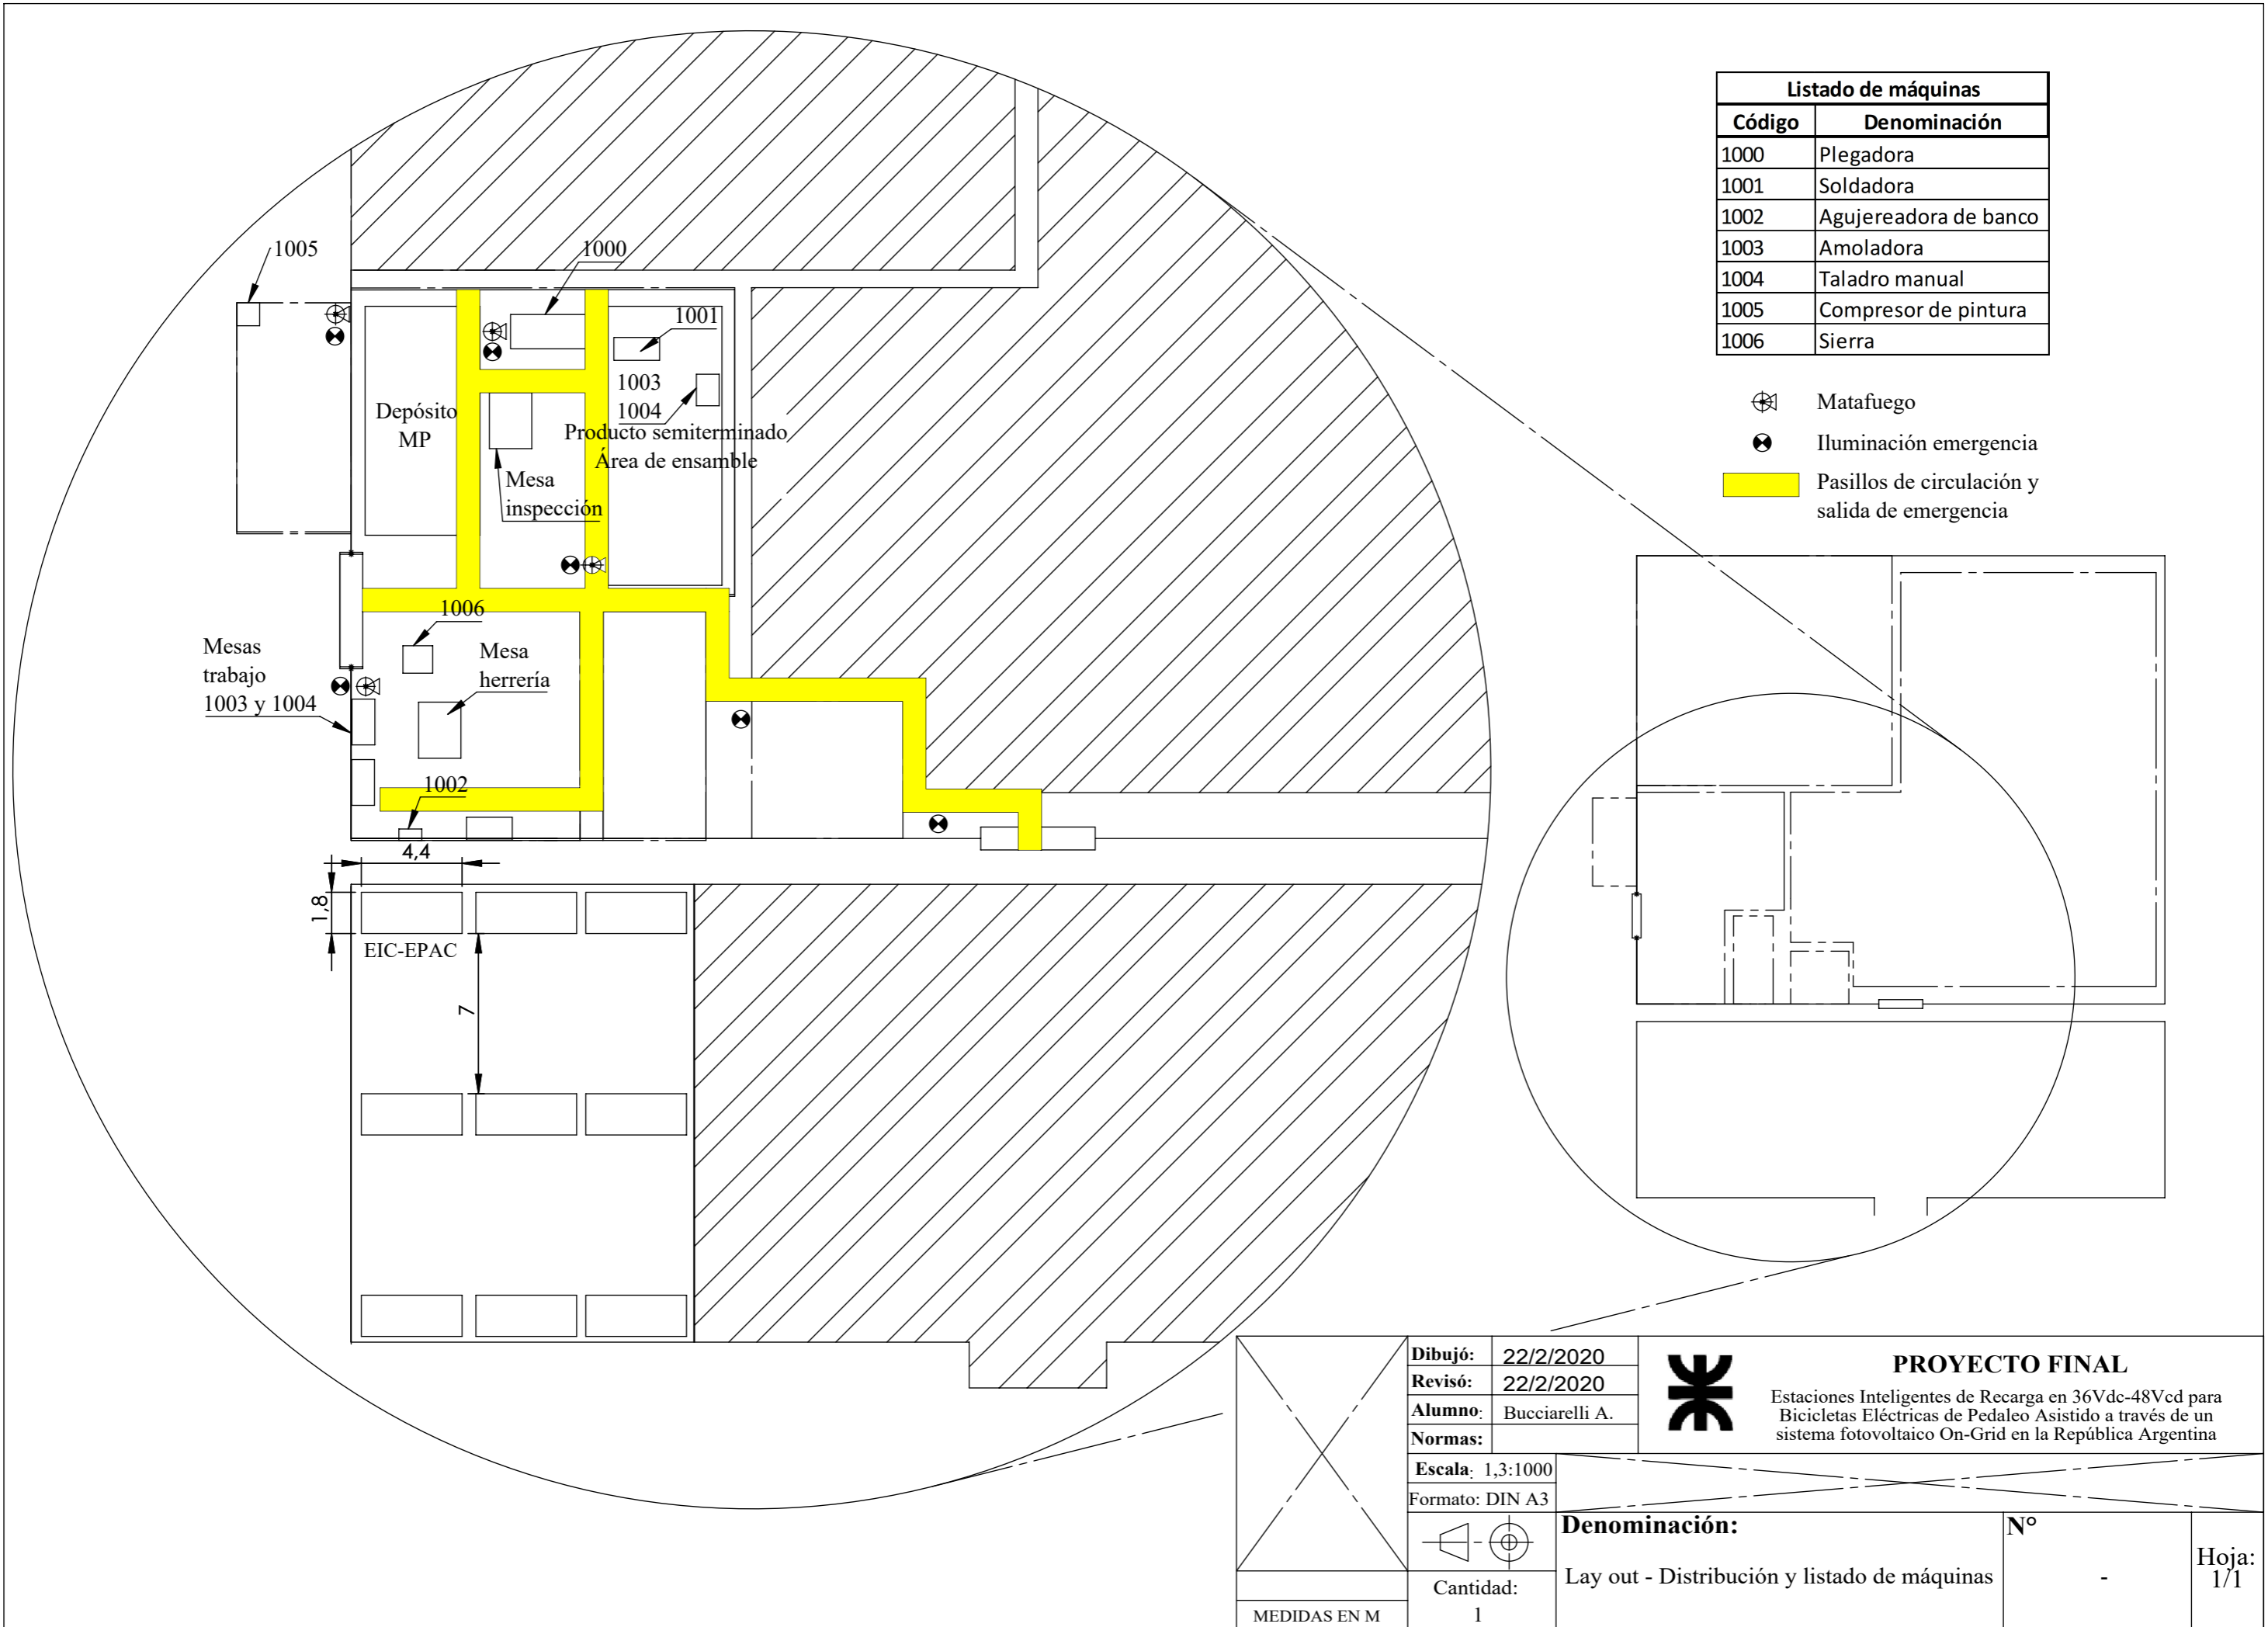 Listado de máquinas
Código Denominación
1000 Plegadora
1001 Soldadora
1002 Agujereadora de banco
1003 Amoladora
1004 Taladro manual
1005 Compresor de pintura
1006 Sierra
Matafuego
Iluminación emergencia
Pasillos de circulación y
salida de emergencia
1005
1000
1001
1003
1004
Depósito
MP
Producto semiterminado
Área de ensamble
Mesa
inspección
1006
Mesas
trabajo
1003 y 1004
Mesa
herrería
1002
4,4
1,8
EIC-EPAC
7
Dibujó: 22/2/2020
Revisó: 22/2/2020
Alumno: Bucciarelli A.
Normas:
Escala: 1,3:1000
Formato: DIN A3
PROYECTO FINAL
Estaciones Inteligentes de Recarga en 36Vdc-48Vcd para
Bicicletas Eléctricas de Pedaleo Asistido a través de un
sistema fotovoltaico On-Grid en la República Argentina
Denominación:
Lay out - Distribución y listado de máquinas
N°
-
Hoja:
1/1
Cantidad:
1
MEDIDAS EN M